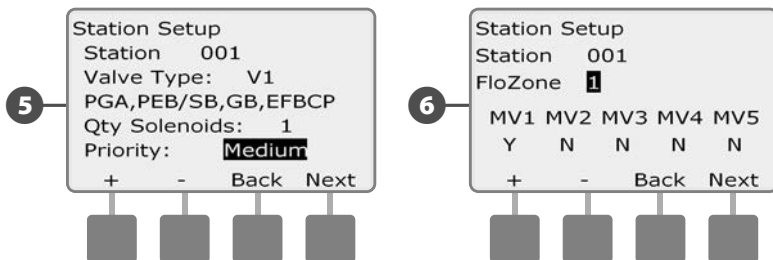 5
Station Setup
Station 001
Valve Type: V1
PGA,PEB/SB,GB,EFBCP
Qty Solenoids: 1
Priority: Medium
+ - Back Next
6
Station Setup
Station 001
FloZone 1
MV1 MV2 MV3 MV4 MV5
Y N N N N
+ - Back Next